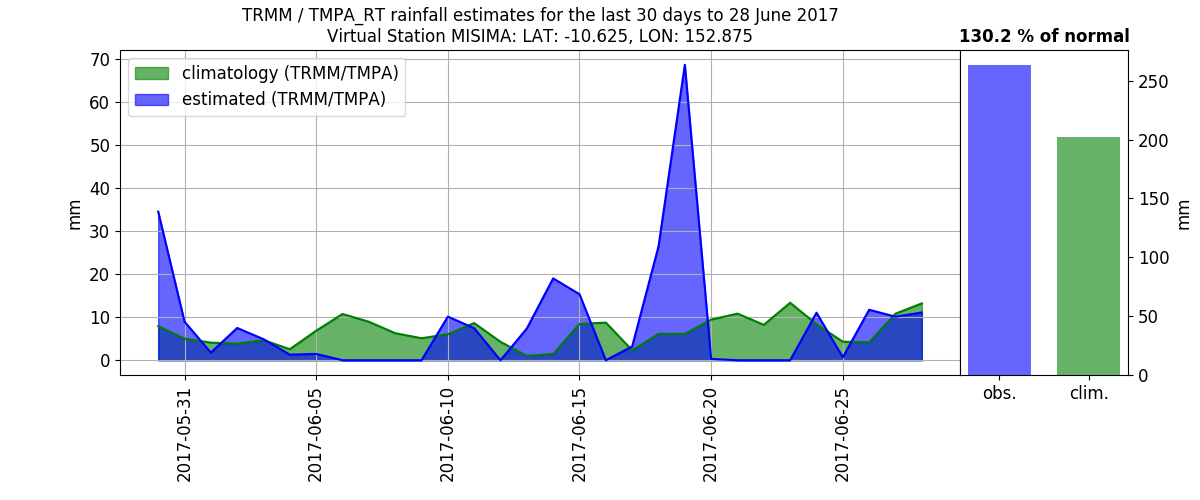 TRMM / TMPA_RT rainfall estimates for the last 30 days to 28 June 2017
Virtual Station MISIMA: LAT: -10.625, LON: 152.875
130.2 % of normal
climatology (TRMM/TMPA)
estimated (TRMM/TMPA)
70
60
50
40
30
20
10
0
mm
2017-05-31
2017-06-05
2017-06-10
2017-06-15
2017-06-20
2017-06-25
250
200
150
100
50
0
mm
obs.
clim.